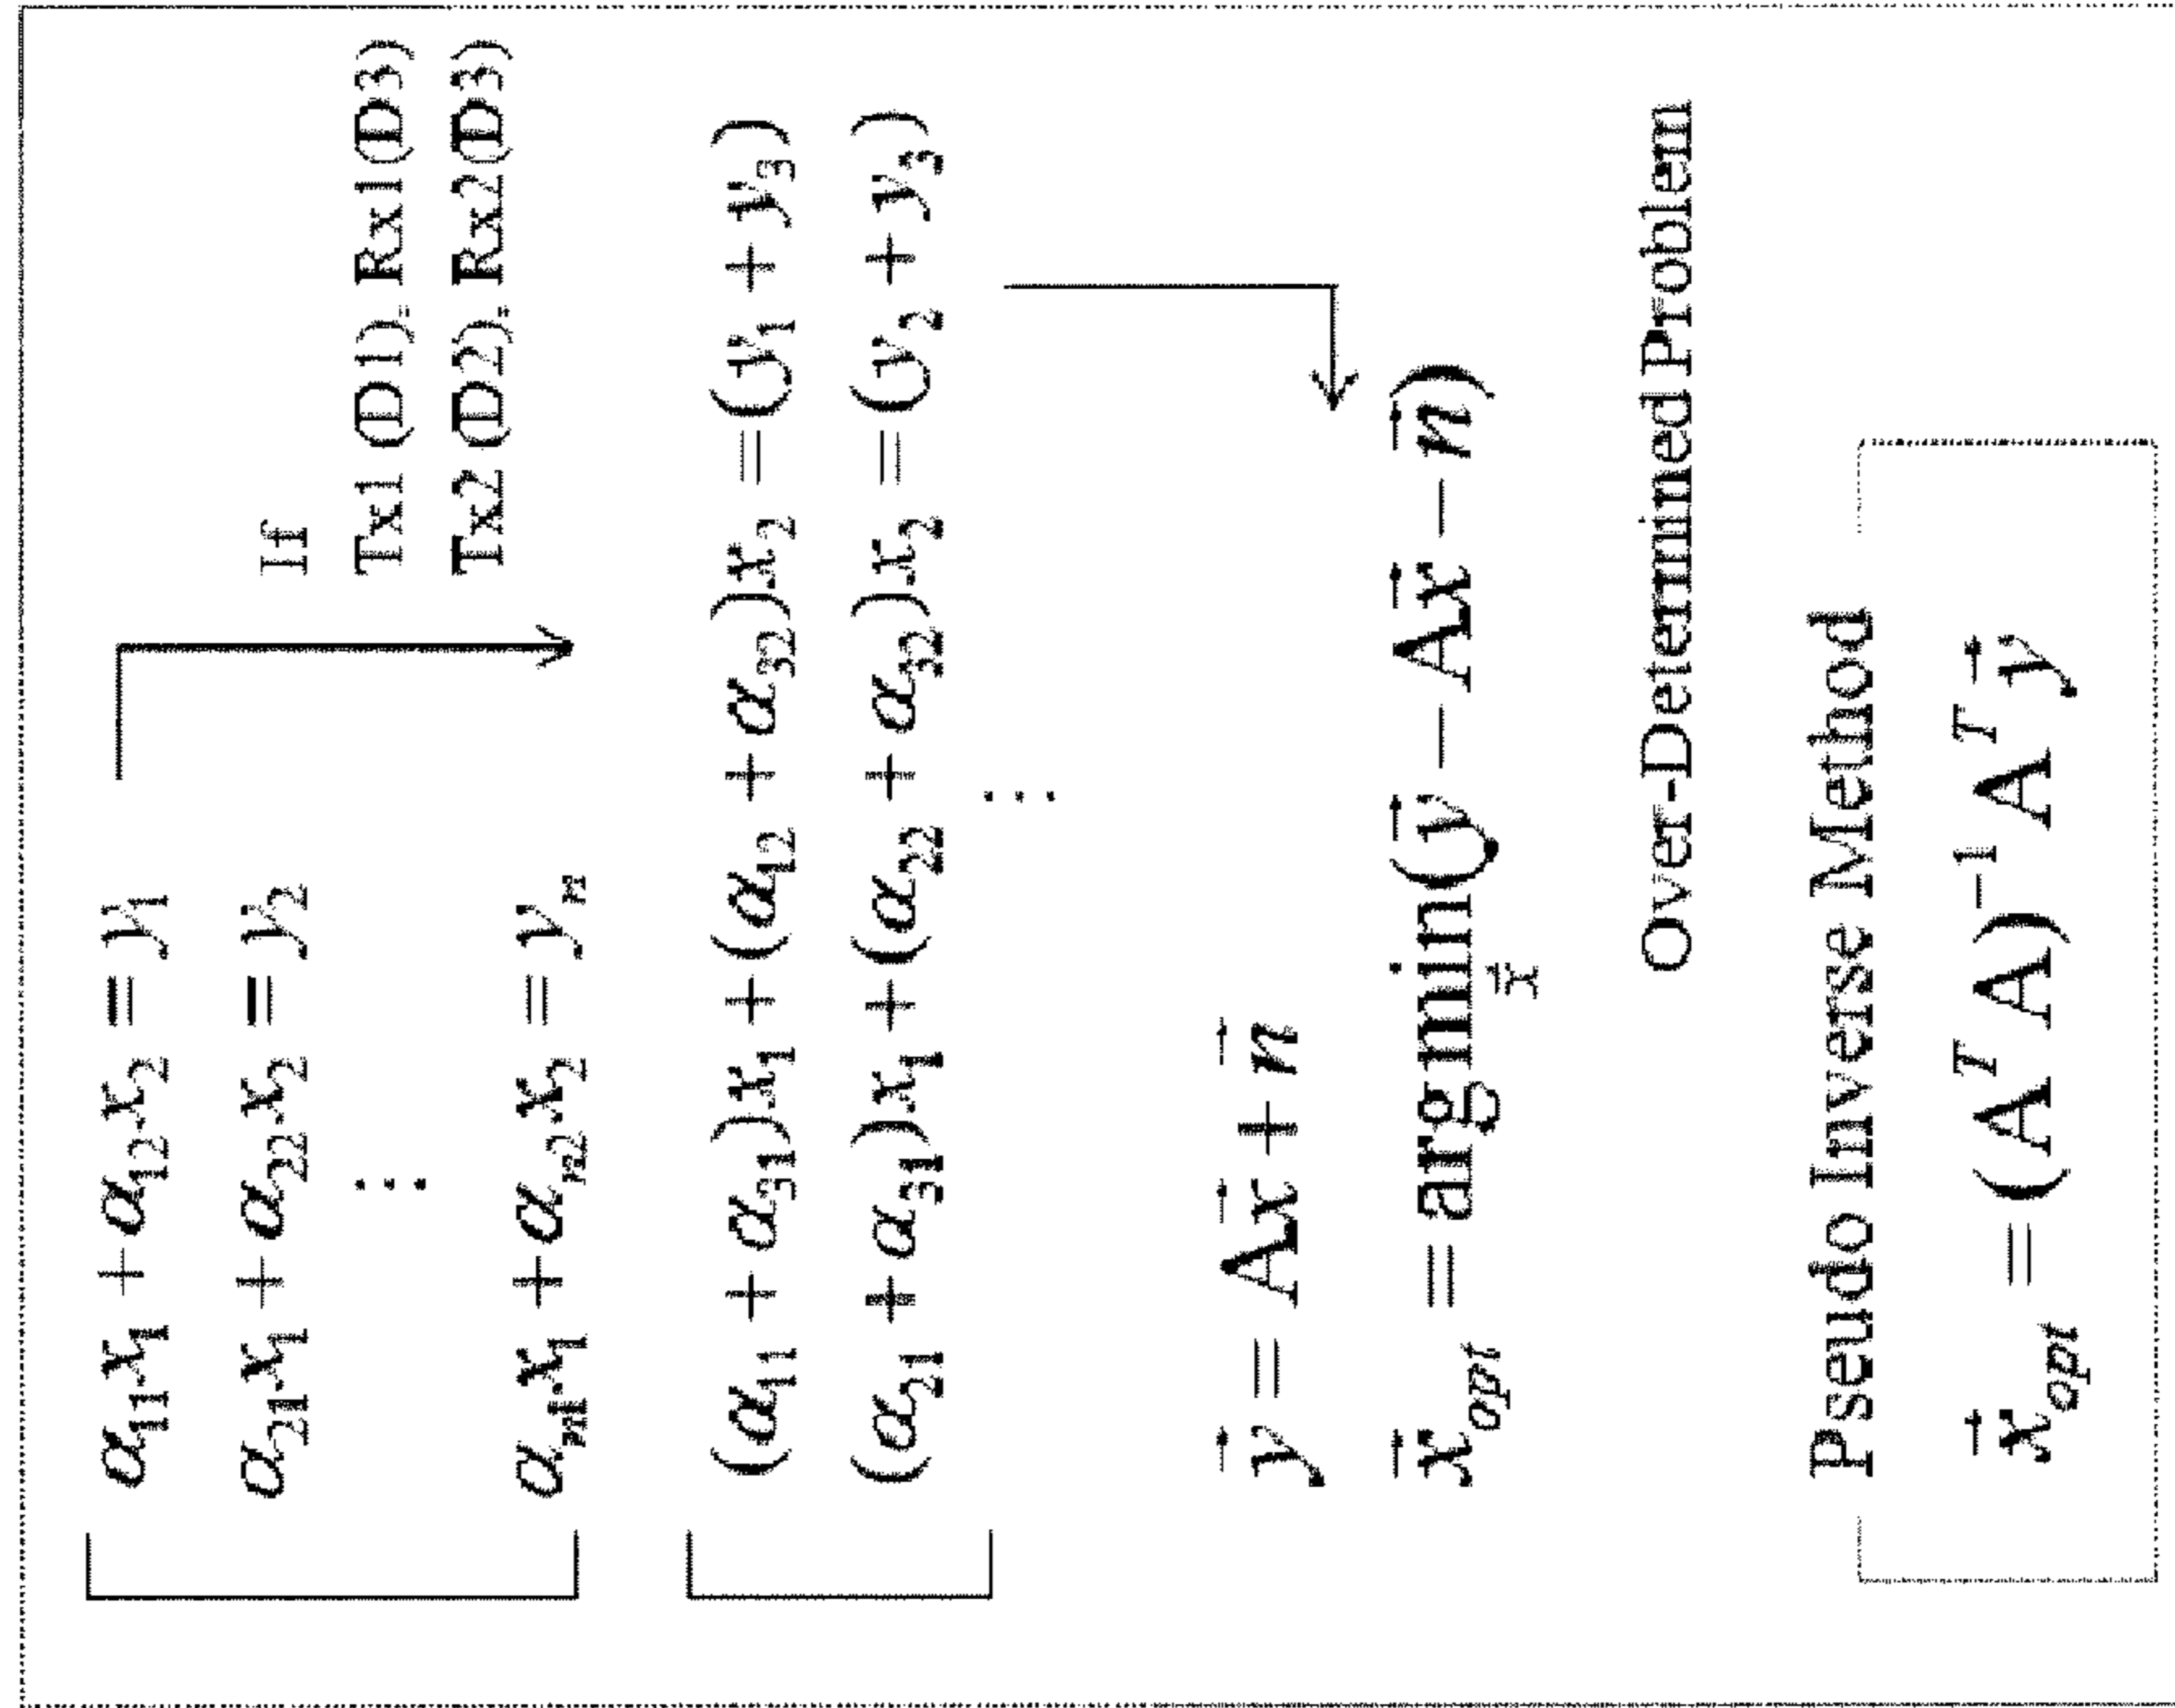 α₁₁x₁ + α₁₂x₂ = y₁
α₂₁x₁ + α₂₂x₂ = y₂
⋮
αₙ₁x₁ + αₙ₂x₂ = yₙ
If
Tx1 (D1), Rx1(D3)
Tx2 (D2), Rx2(D3)
(α₁₁ + α₃₁)x₁ + (α₁₂ + α₃₂)x₂ = (y₁ + y₃)
(α₂₁ + α₃₁)x₁ + (α₂₂ + α₃₂)x₂ = (y₂ + y₃)
⋮
y⃗ = Ax⃗ + n⃗
x⃗ₒₚₜ = argmin(y⃗ − Ax⃗ − n⃗)
x⃗
Over-Determined Problem
Pseudo Inverse Method
x⃗ₒₚₜ = (AᵀA)⁻¹Aᵀy⃗